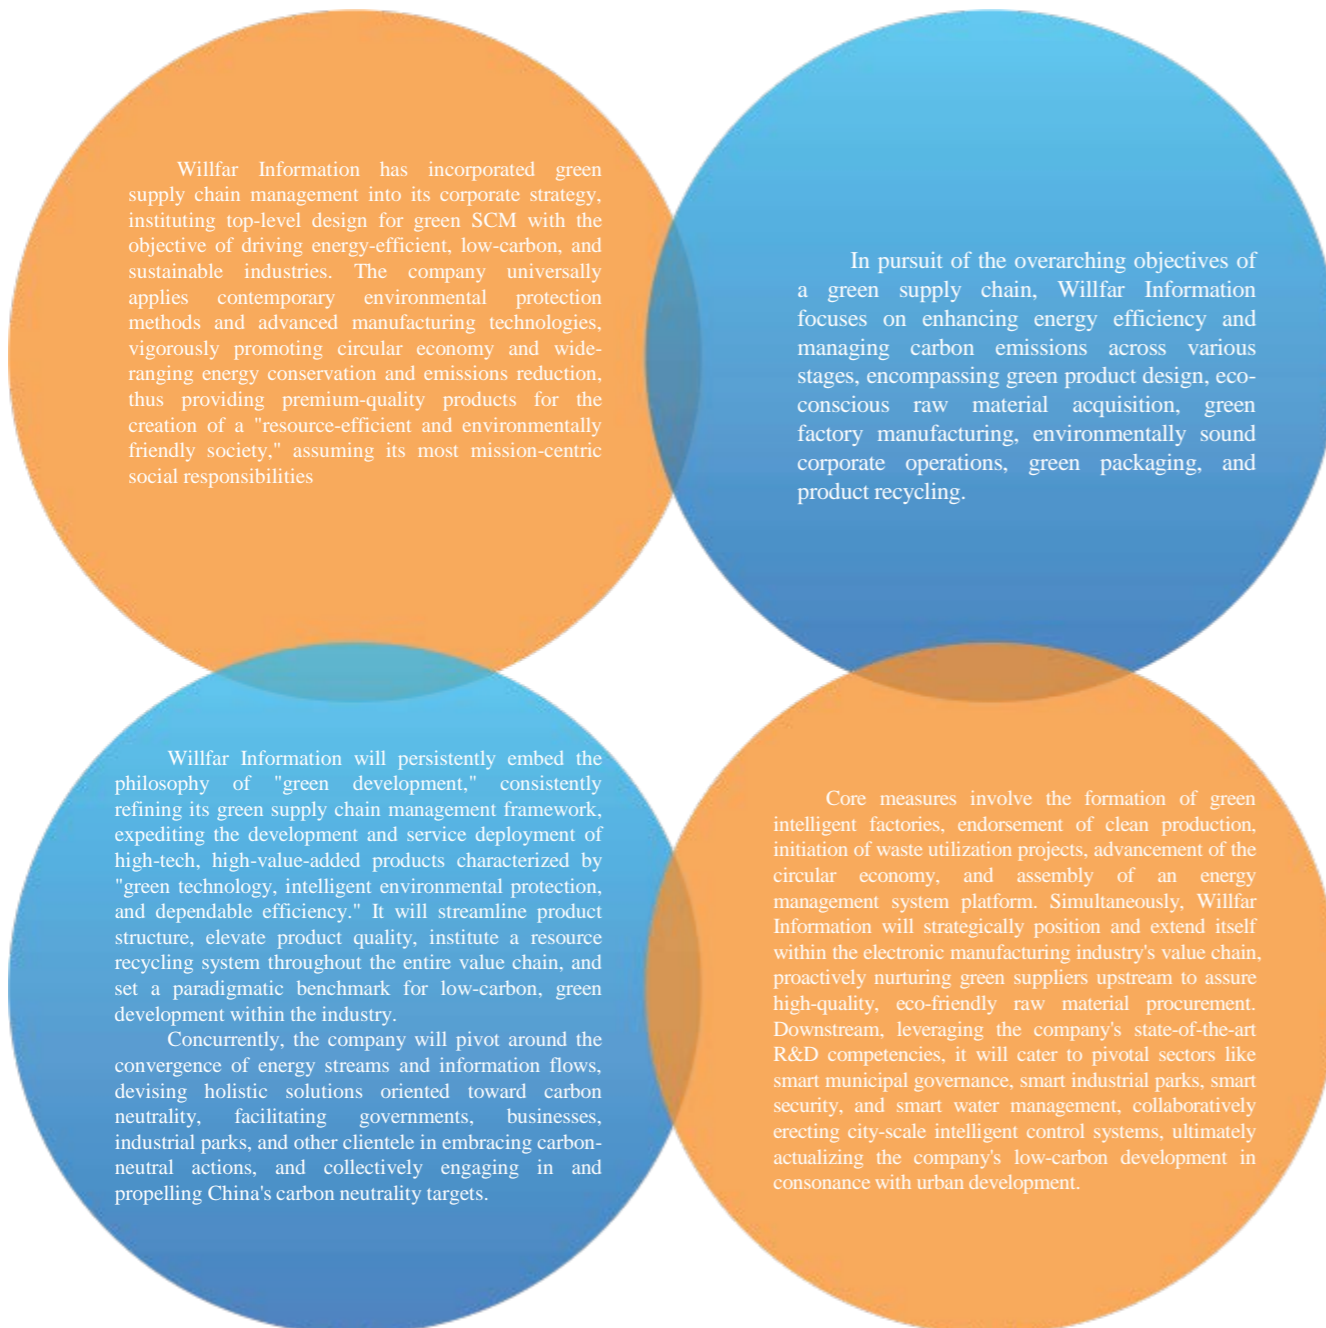 Willfar Information has incorporated green
supply chain management into its corporate strategy,
instituting top-level design for green SCM with the
objective of driving energy-efficient, low-carbon, and
sustainable industries. The company universally
applies contemporary environmental protection
methods and advanced manufacturing technologies,
vigorously promoting circular economy and wide-
ranging energy conservation and emissions reduction,
thus providing premium-quality products for the
creation of a "resource-efficient and environmentally
friendly society," assuming its most mission-centric
social responsibilities
In pursuit of the overarching objectives of
a green supply chain, Willfar Information
focuses on enhancing energy efficiency and
managing carbon emissions across various
stages, encompassing green product design, eco-
conscious raw material acquisition, green
factory manufacturing, environmentally sound
corporate operations, green packaging, and
product recycling.
Willfar Information will persistently embed the
philosophy of "green development," consistently
refining its green supply chain management framework,
expediting the development and service deployment of
high-tech, high-value-added products characterized by
"green technology, intelligent environmental protection,
and dependable efficiency." It will streamline product
structure, elevate product quality, institute a resource
recycling system throughout the entire value chain, and
set a paradigmatic benchmark for low-carbon, green
development within the industry.
Concurrently, the company will pivot around the
convergence of energy streams and information flows,
devising holistic solutions oriented toward carbon
neutrality, facilitating governments, businesses,
industrial parks, and other clientele in embracing carbon-
neutral actions, and collectively engaging in and
propelling China's carbon neutrality targets.
Core measures involve the formation of green
intelligent factories, endorsement of clean production,
initiation of waste utilization projects, advancement of the
circular economy, and assembly of an energy
management system platform. Simultaneously, Willfar
Information will strategically position and extend itself
within the electronic manufacturing industry's value chain,
proactively nurturing green suppliers upstream to assure
high-quality, eco-friendly raw material procurement.
Downstream, leveraging the company's state-of-the-art
R&D competencies, it will cater to pivotal sectors like
smart municipal governance, smart industrial parks, smart
security, and smart water management, collaboratively
erecting city-scale intelligent control systems, ultimately
actualizing the company's low-carbon development in
consonance with urban development.